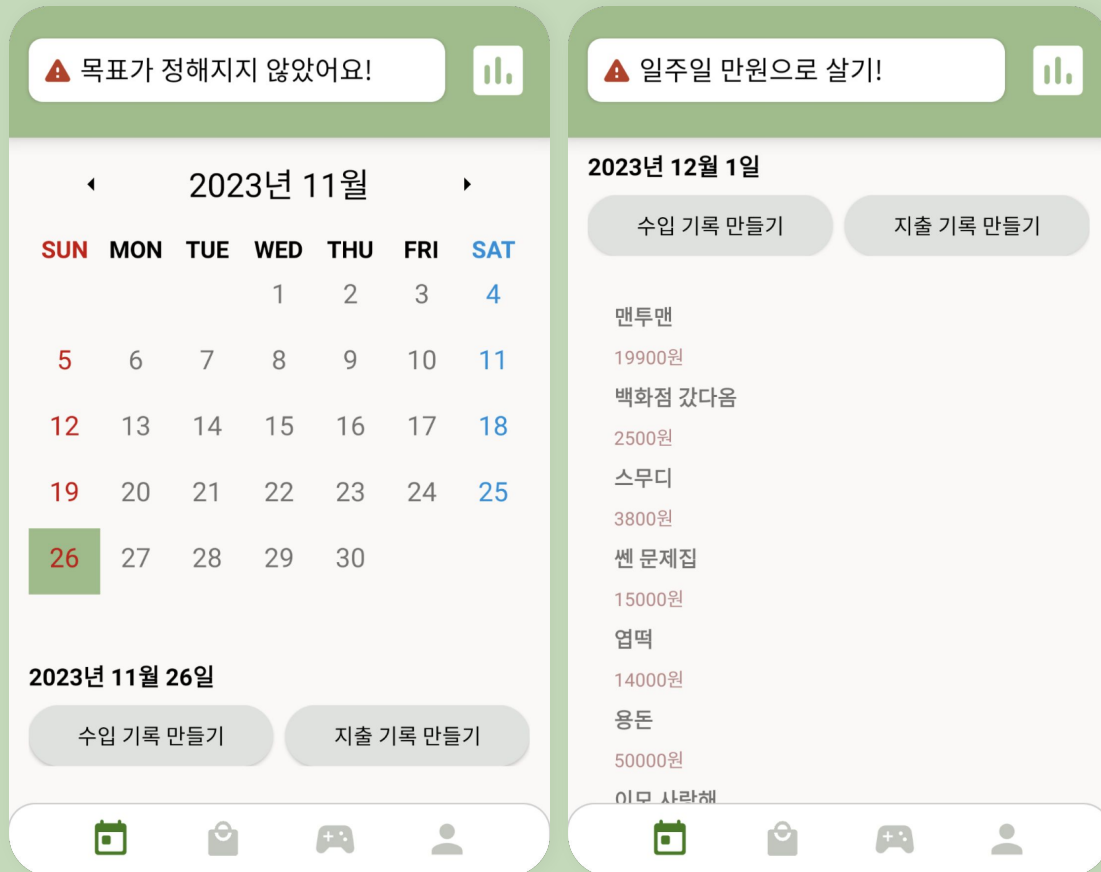 목표가 정해지지 않았어요!
2023년 11월
SUN MON TUE WED THU FRI SAT
1 2 3 4
5 6 7 8 9 10 11
12 13 14 15 16 17 18
19 20 21 22 23 24 25
26 27 28 29 30
2023년 11월 26일
수입 기록 만들기 지출 기록 만들기
일주일 만원으로 살기!
2023년 12월 1일
수입 기록 만들기 지출 기록 만들기
맨투맨
19900원
백화점 갔다옴
2500원
스무디
3800원
쎈 문제집
15000원
엽떡
14000원
용돈
50000원
이모 사랑해